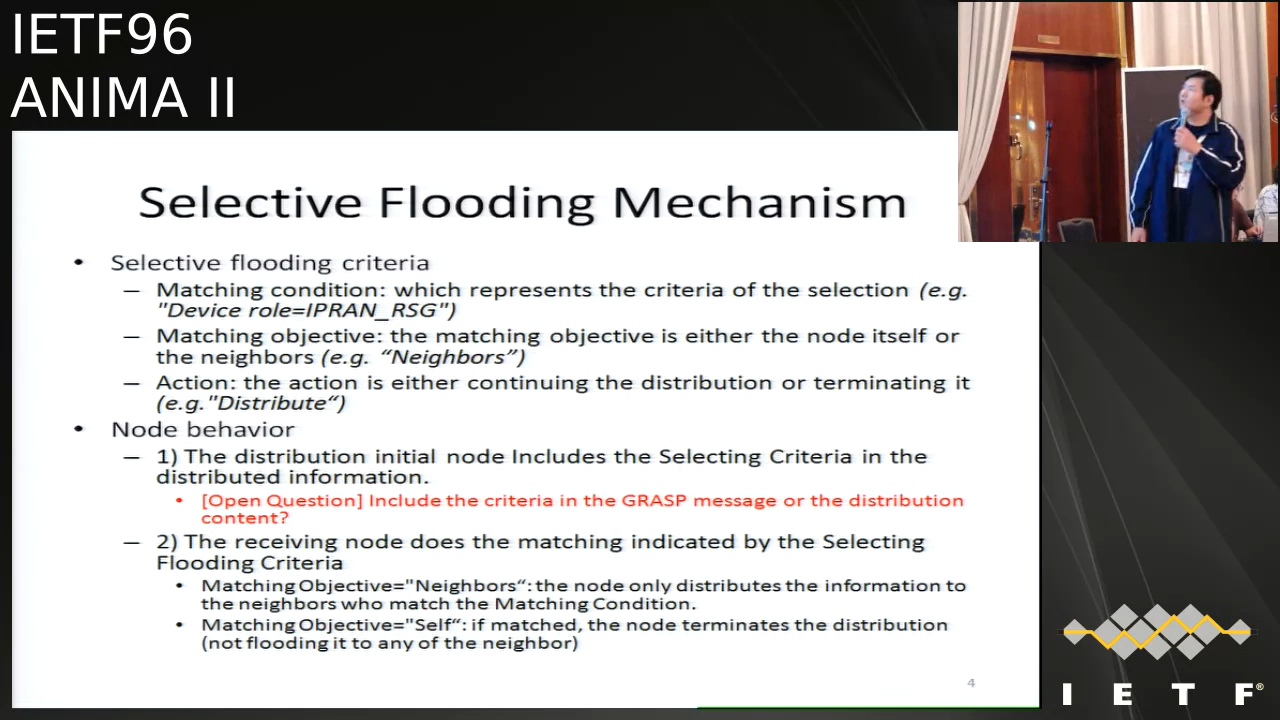 IETF96
ANIMA II
Selective Flooding Mechanism
• Selective flooding criteria
– Matching condition: which represents the criteria of the selection (e.g.
"Device role=IPRAN_RSG")
– Matching objective: the matching objective is either the node itself or
the neighbors (e.g. “Neighbors”)
– Action: the action is either continuing the distribution or terminating it
(e.g."Distribute“)
• Node behavior
– 1) The distribution initial node Includes the Selecting Criteria in the
distributed information.
• [Open Question] Include the criteria in the GRASP message or the distribution
content?
– 2) The receiving node does the matching indicated by the Selecting
Flooding Criteria
• Matching Objective="Neighbors“: the node only distributes the information to
the neighbors who match the Matching Condition.
• Matching Objective="Self“: if matched, the node terminates the distribution
(not flooding it to any of the neighbor)
4
I E T F®